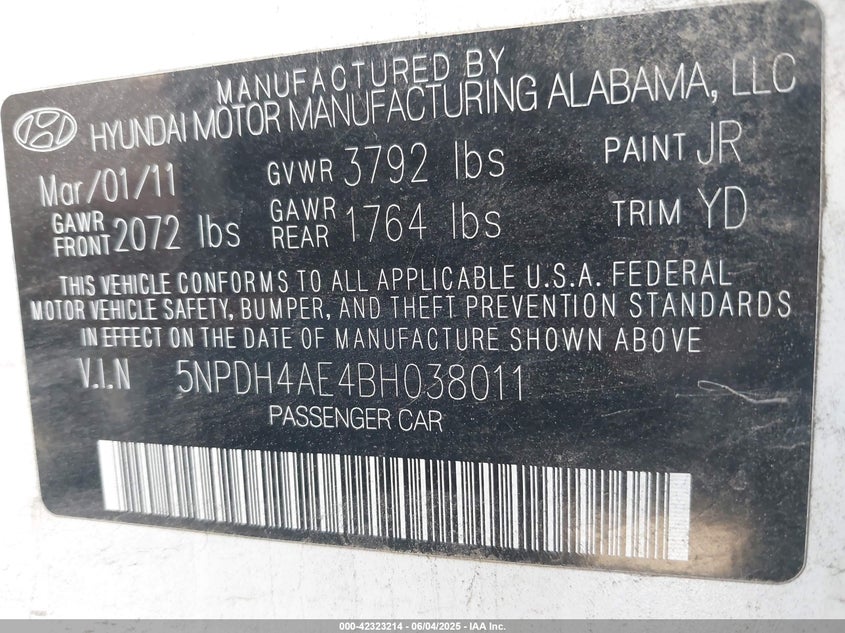 MANUFACTURED BY
HYUNDAI MOTOR MANUFACTURING ALABAMA, LLC
Mar/01/11 GVWR 3792 lbs PAINT JR
GAWR FRONT 2072 lbs GAWR REAR 1764 lbs TRIM YD
THIS VEHICLE CONFORMS TO ALL APPLICABLE U.S.A. FEDERAL
MOTOR VEHICLE SAFETY, BUMPER, AND THEFT PREVENTION STANDARDS
IN EFFECT ON THE DATE OF MANUFACTURE SHOWN ABOVE
V.I.N 5NPDH4AE4BH038011
PASSENGER CAR
000-42323214 - 06/04/2025 - IAA Inc.